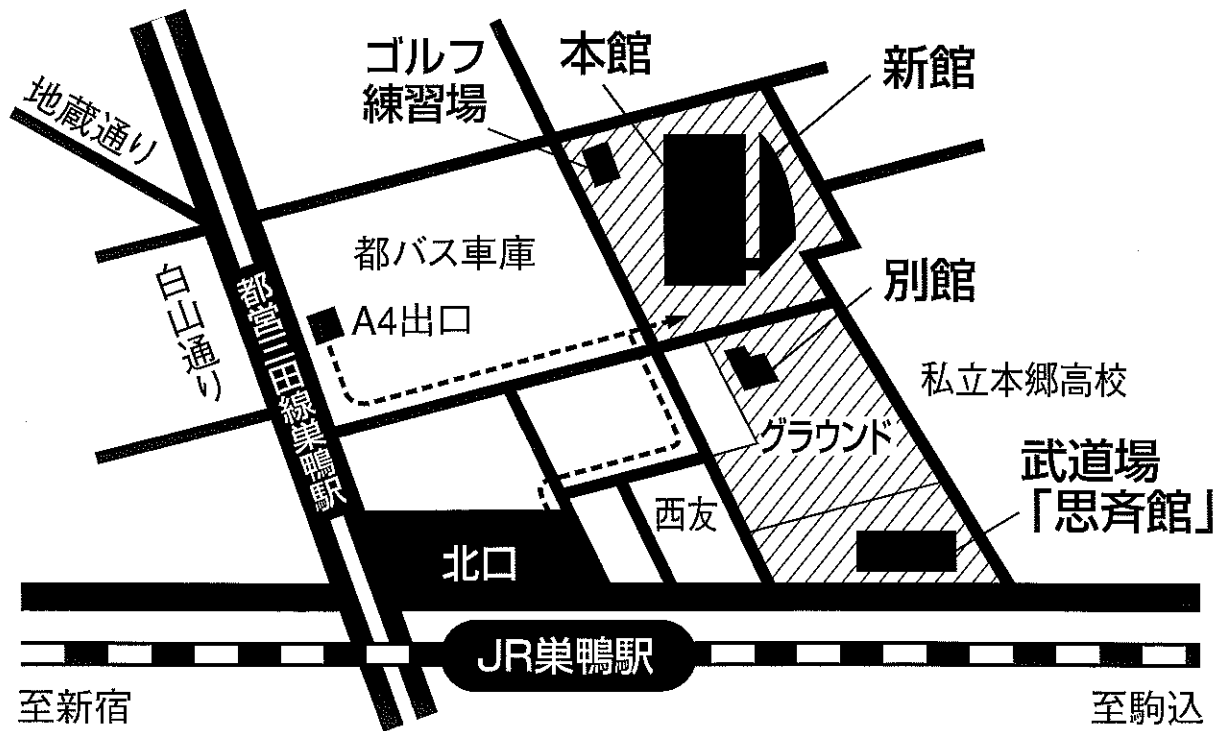 ゴルフ
練習場
本館
新館
地蔵通り
都バス車庫
白山通り
都営三田線巣鴨駅
A4出口
別館
私立本郷高校
グラウンド
武道場
「思斉館」
西友
北口
JR巣鴨駅
至新宿
至駒込